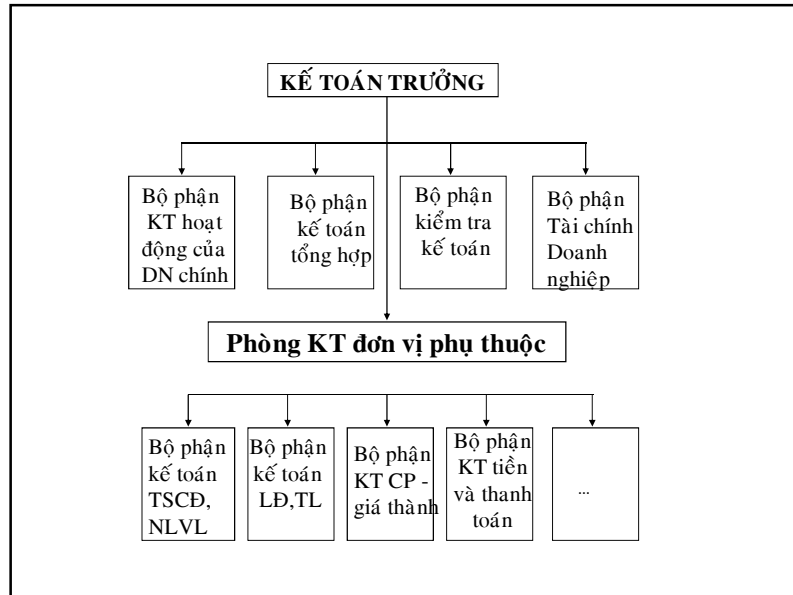 KẾ TOÁN TRƯỞNG
Bộ phận
KT hoạt
động của
DN chính
Bộ phận
kế toán
tổng hợp
Bộ phận
kiểm tra
kế toán
Bộ phận
Tài chính
Doanh
nghiệp
Phòng KT đơn vị phụ thuộc
Bộ phận
kế toán
TSCĐ,
NLVL
Bộ phận
kế toán
LĐ,TL
Bộ phận
KT CP -
giá thành
Bộ phận
KT tiền
và thanh
toán
...